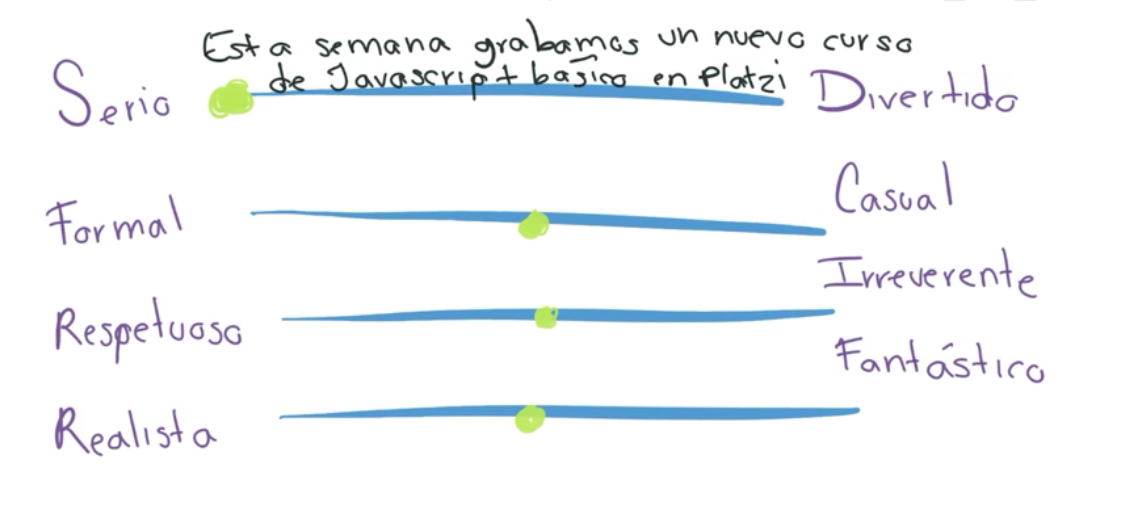 Esta semana grabamos un nuevo curso
de Javascript básico en Platzi
Serio Divertido
Formal Casual
Respetuoso Irreverente
Realista Fantástico